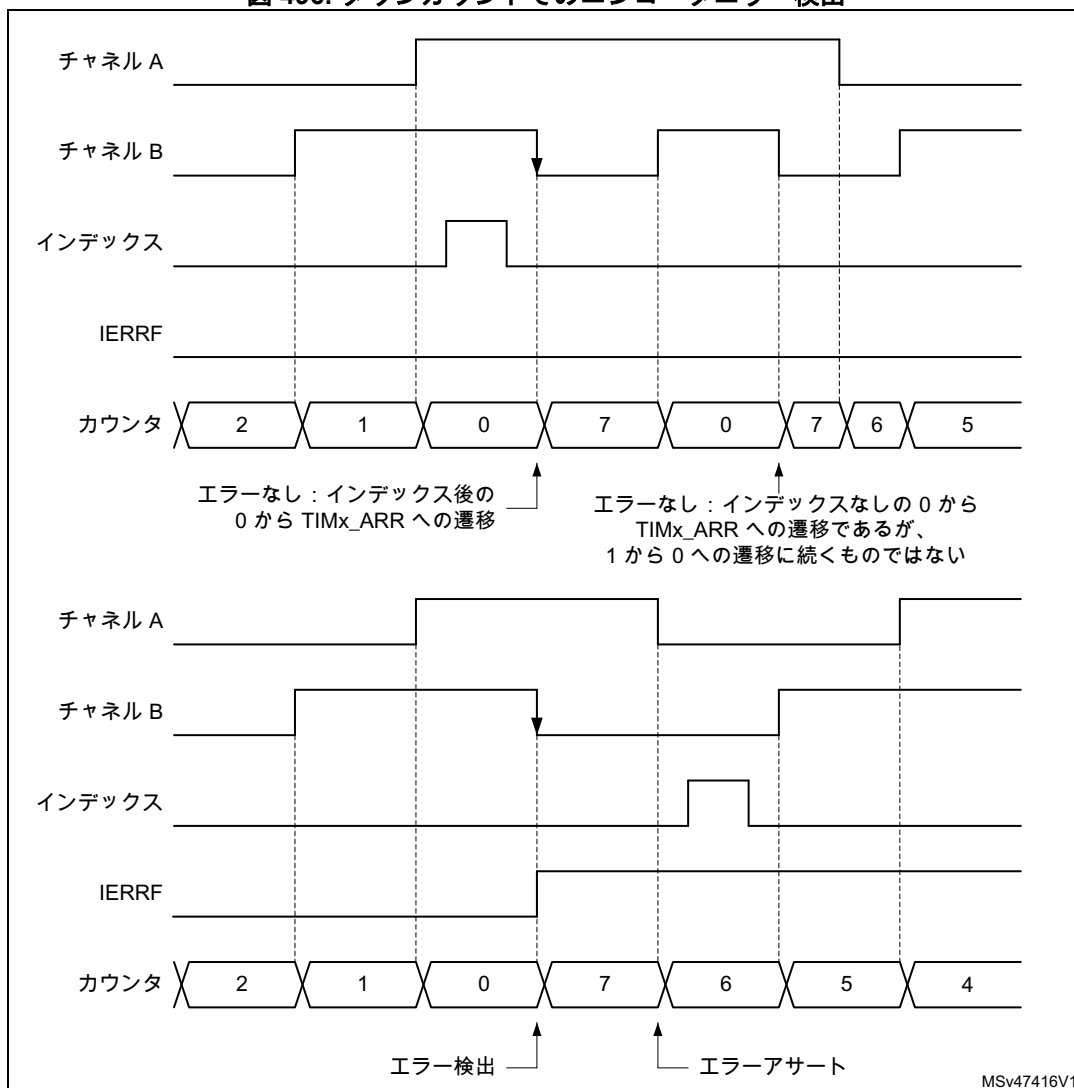 チャネル A
チャネル B
インデックス
IERRF
カウンタ 2 1 0 7 0 7 6 5
エラーなし：インデックス後の
0 から TIMx_ARR への遷移
エラーなし：インデックスなしの 0 から
TIMx_ARR への遷移であるが、
1 から 0 への遷移に続くものではない
チャネル A
チャネル B
インデックス
IERRF
カウンタ 2 1 0 7 6 5 4
エラー検出
エラーアサート
MSv47416V1